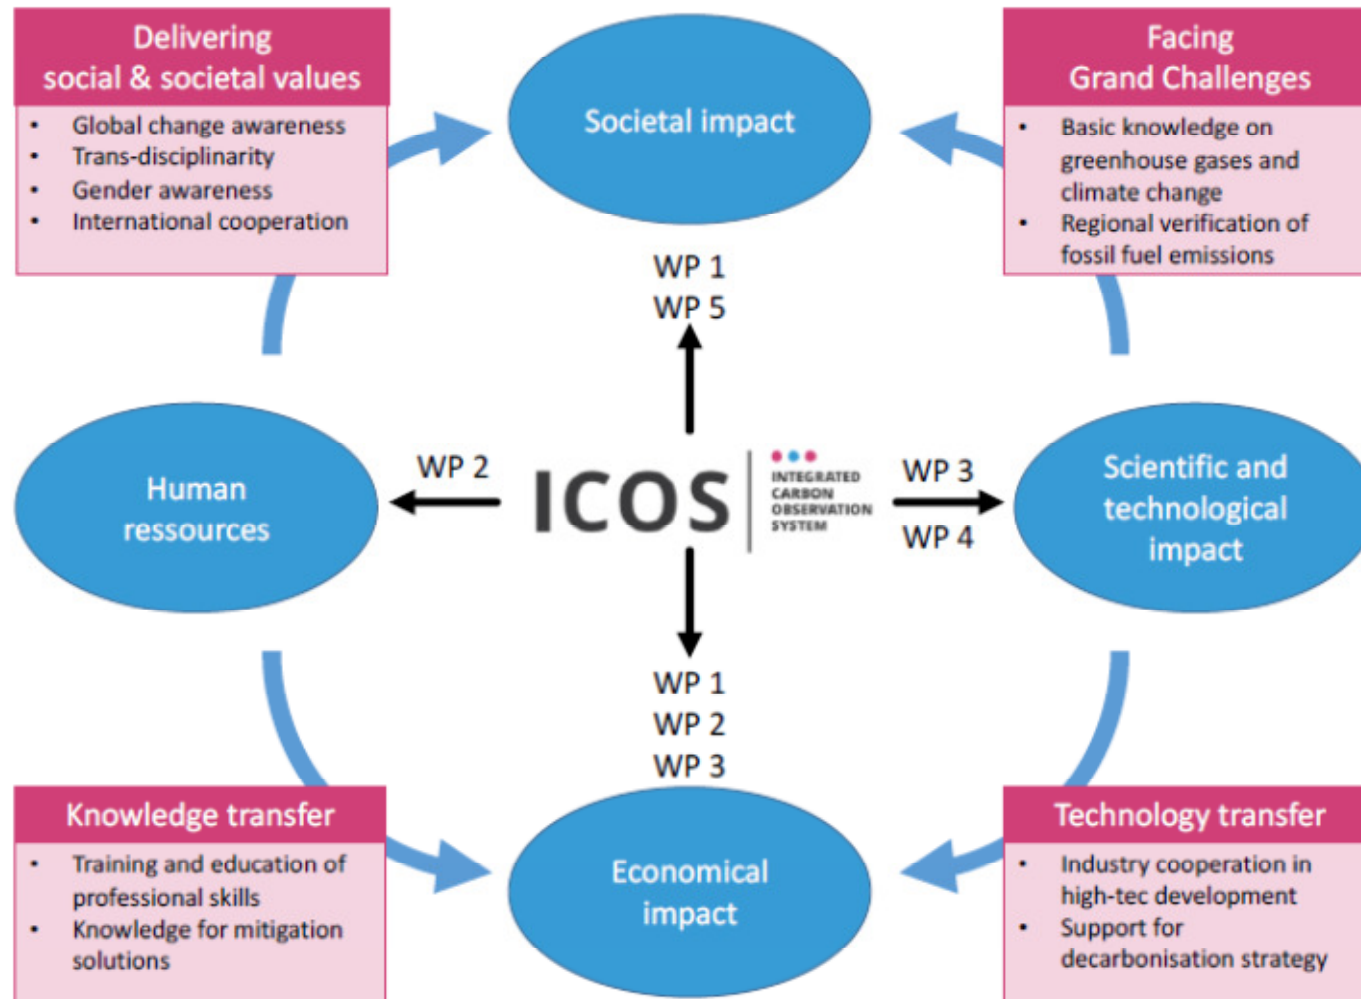 Delivering
social & societal values
• Global change awareness
• Trans-disciplinarity
• Gender awareness
• International cooperation
Societal impact
Facing
Grand Challenges
• Basic knowledge on
greenhouse gases and
climate change
• Regional verification of
fossil fuel emissions
WP 1
WP 5
Human
ressources
WP 2
ICOS
INTEGRATED
CARBON
OBSERVATION
SYSTEM
WP 3
WP 4
Scientific and
technological
impact
WP 1
WP 2
WP 3
Knowledge transfer
• Training and education of
professional skills
• Knowledge for mitigation
solutions
Economical
impact
Technology transfer
• Industry cooperation in
high-tec development
• Support for
decarbonisation strategy